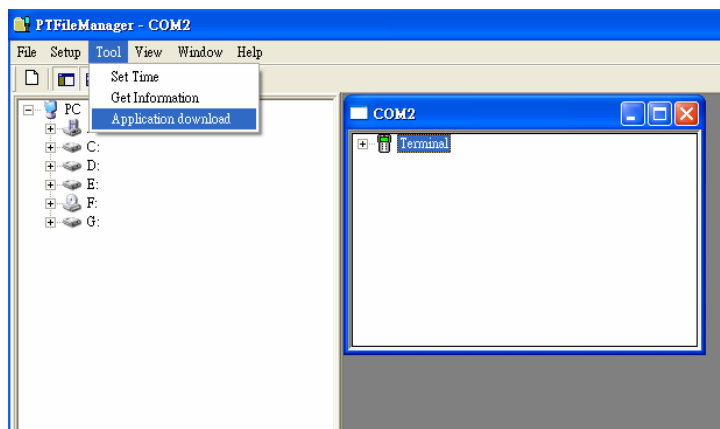 PTFileManager - COM2
File Setup Tool View Window Help
Set Time
Get Information
Application download
PC
C:
D:
E:
F:
G:
COM2
Terminal